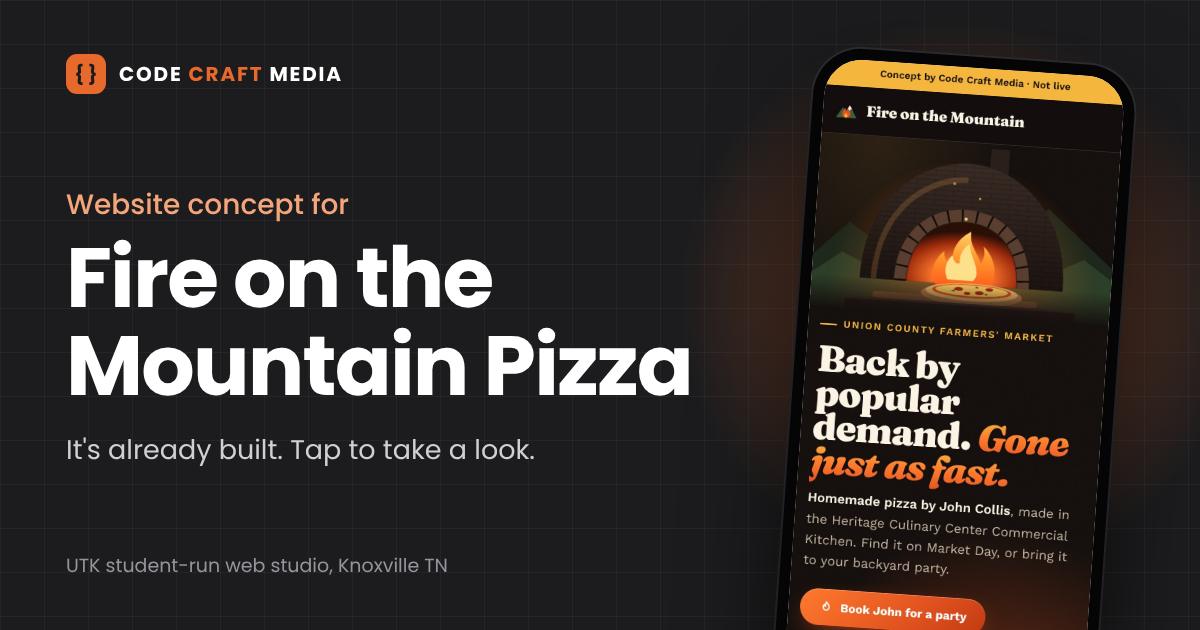 { } CODE CRAFT MEDIA
Website concept for
Fire on the
Mountain Pizza
It's already built. Tap to take a look.
UTK student-run web studio, Knoxville TN
Concept by Code Craft Media · Not live
Fire on the Mountain
UNION COUNTY FARMERS' MARKET
Back by
popular
demand. Gone
just as fast.
Homemade pizza by John Collis, made in
the Heritage Culinary Center Commercial
Kitchen. Find it on Market Day, or bring it
to your backyard party.
Book John for a party